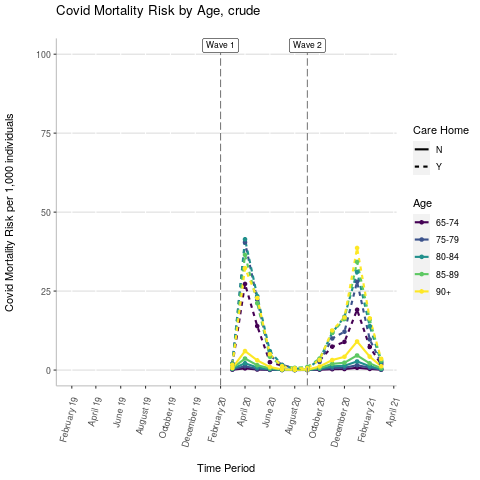 Covid Mortality Risk by Age, crude
Wave 1
Wave 2
100
75
50
25
0
Covid Mortality Risk per 1,000 individuals
February 19
April 19
June 19
August 19
October 19
December 19
February 20
April 20
June 20
August 20
October 20
December 20
February 21
April 21
Time Period
Care Home
N
Y
Age
65-74
75-79
80-84
85-89
90+